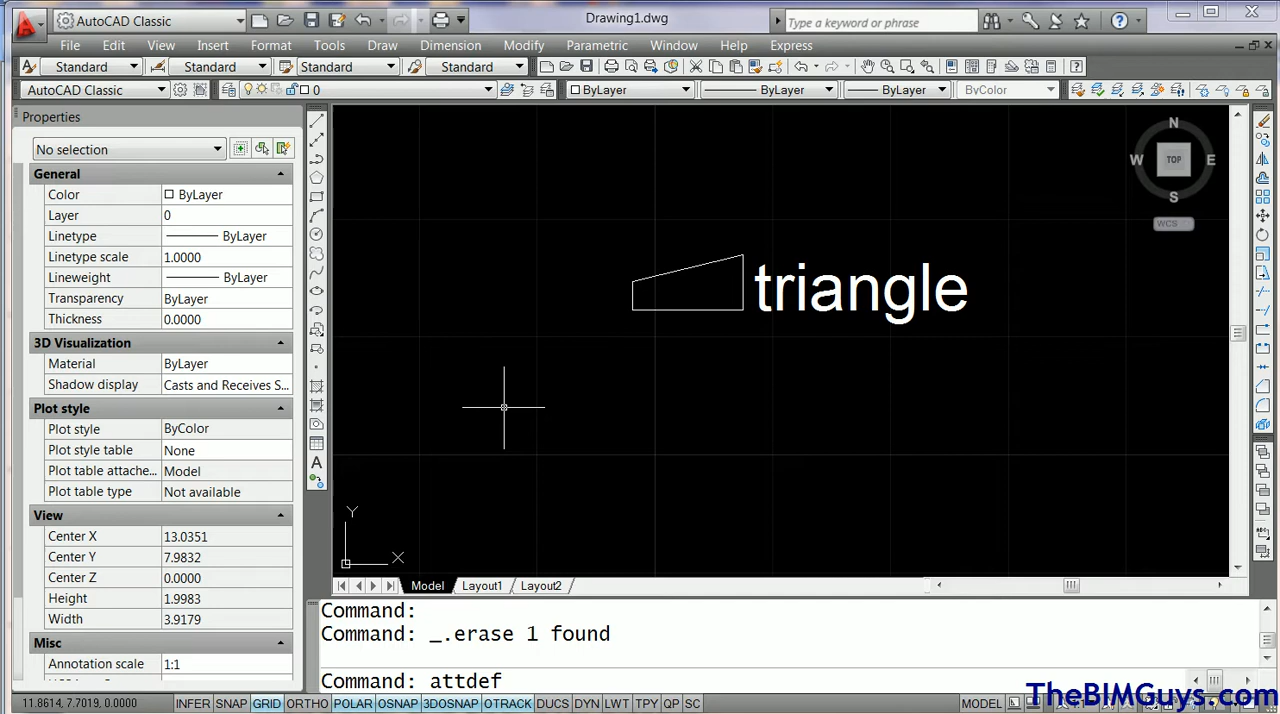 AutoCAD Classic
Drawing1.dwg
Type a keyword or phrase
File Edit View Insert Format Tools Draw Dimension Modify Parametric Window Help Express
Standard Standard Standard Standard
AutoCAD Classic 0 ByLayer ByLayer ByLayer ByColor
Properties
No selection
General
Color ByLayer
Layer 0
Linetype ByLayer
Linetype scale 1.0000
Lineweight ByLayer
Transparency ByLayer
Thickness 0.0000
3D Visualization
Material ByLayer
Shadow display Casts and Receives S...
Plot style
Plot style ByColor
Plot style table None
Plot table attache... Model
Plot table type Not available
View
Center X 13.0351
Center Y 7.9832
Center Z 0.0000
Height 1.9983
Width 3.9179
Misc
Annotation scale 1:1
N
W TOP E
S
WCS
triangle
Y
X
Model Layout1 Layout2
Command:
Command: _.erase 1 found
Command: attdef
11.8614, 7.7019, 0.0000 INFER SNAP GRID ORTHO POLAR OSNAP 3DOSNAP OTRACK DUCS DYN LWT TPY QP SC MODEL
TheBIMGuys.com